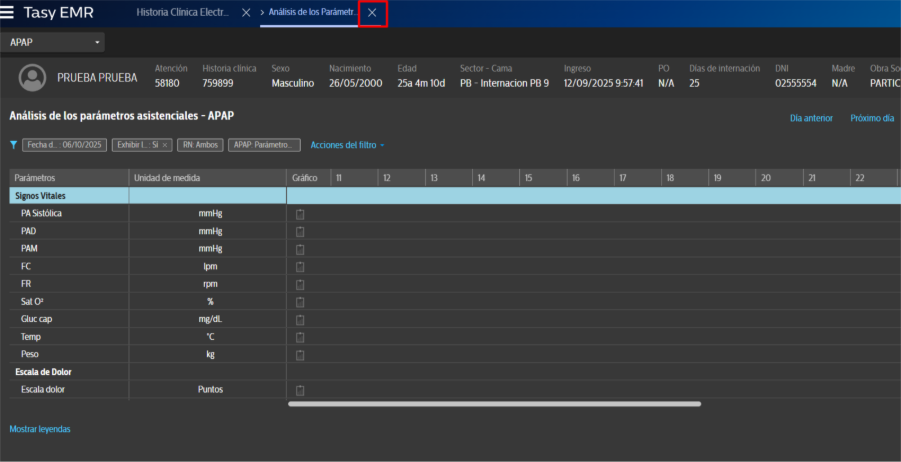 Tasy EMR Historia Clínica Electr... × > Análisis de los Parámetr... ×
APAP
PRUEBA PRUEBA
Atención Historia clínica Sexo Nacimiento Edad Sector - Cama Ingreso PO Días de internación DNI Madre Obra So
58180 759899 Masculino 26/05/2000 25a 4m 10d PB - Internacion PB 9 12/09/2025 9:57:41 N/A 25 02555554 N/A PARTIC
Análisis de los parámetros asistenciales - APAP Día anterior Próximo día
Fecha d...: 06/10/2025 Exhibir l...: Sí × RN: Ambos APAP: Parámetro... Acciones del filtro
Parámetros Unidad de medida Gráfico 11 12 13 14 15 16 17 18 19 20 21 22
Signos Vitales
PA Sistólica mmHg
PAD mmHg
PAM mmHg
FC lpm
FR rpm
Sat O² %
Gluc cap mg/dL
Temp °C
Peso kg
Escala de Dolor
Escala dolor Puntos
Mostrar leyendas